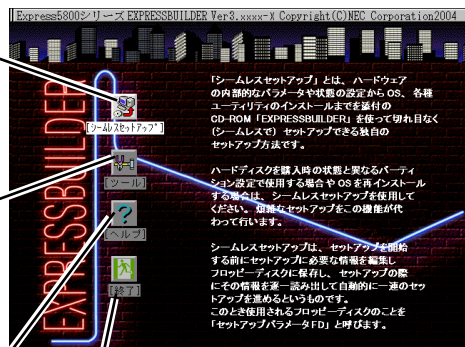 Express5800シリーズ EXPRESSBUILDER Ver3.xxxx-X Copyright(C)NEC Corporation2004
EXPRESSBUILDER
[シームレスセットアップ]
[ツール]
[ヘルプ]
[終了]
「シームレスセットアップ」とは、ハードウェア
の内部的なパラメータや状態の設定から OS、各種
ユーティリティのインストールまでを添付の
CD-ROM「EXPRESSBUILDER」を使って切れ目なく
(シームレスで) セットアップできる独自の
セットアップ方法です。
ハードディスクを購入時の状態と異なるパーティ
ション設定で使用する場合や OS を再インストール
する場合は、シームレスセットアップを使用して
ください。煩雑なセットアップをこの機能が代
わって行います。
シームレスセットアップは、セットアップを開始
する前にセットアップに必要な情報を編集し
フロッピーディスクに保存し、セットアップの際
にその情報を逐一読み出して自動的に一連のセッ
トアップを進めるというものです。
このとき使用されるフロッピーディスクのことを
「セットアップパラメータFD」と呼びます。